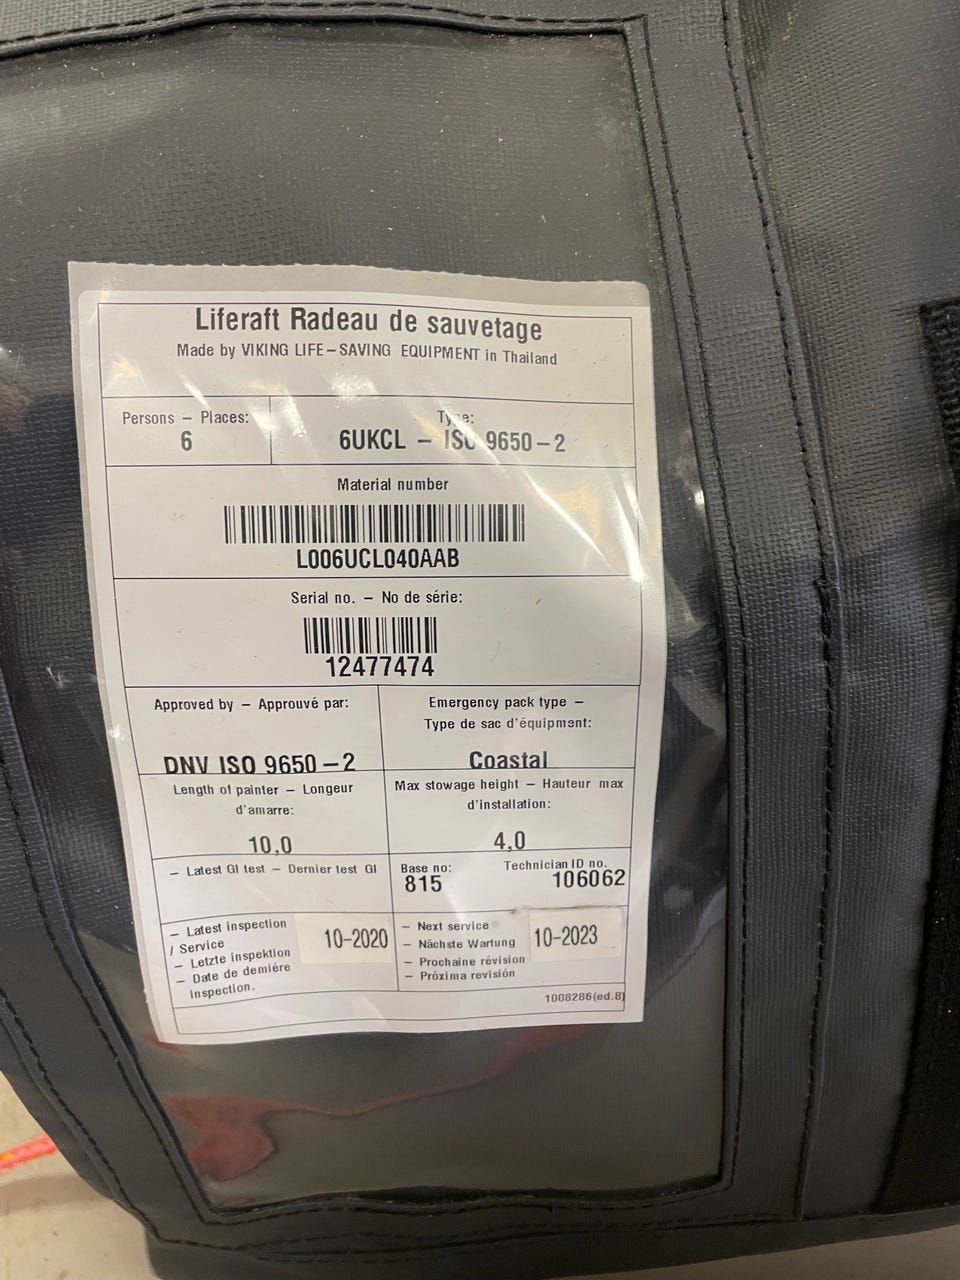 Liferaft Radeau de sauvetage
Made by VIKING LIFE-SAVING EQUIPMENT in Thailand
Persons - Places:
6
Type:
6UKCL - ISO 9650-2
Material number
L006UCL040AAB
Serial no. - No de série:
12477474
Approved by - Approuvé par:
DNV ISO 9650-2
Emergency pack type -
Type de sac d'équipment:
Coastal
Length of painter - Longeur
d'amarre:
10,0
Max stowage height - Hauteur max
d'installation:
4,0
- Latest GI test - Dernier test GI
Base no:
815
Technician ID no.
106062
- Latest inspection
/ Service
- Letzte inspektion
- Date de demiére
inspection.
10-2020
- Next service
- Nächste Wartung
- Prochaine révision
- Próxima revisión
10-2023
1008286(ed.8)